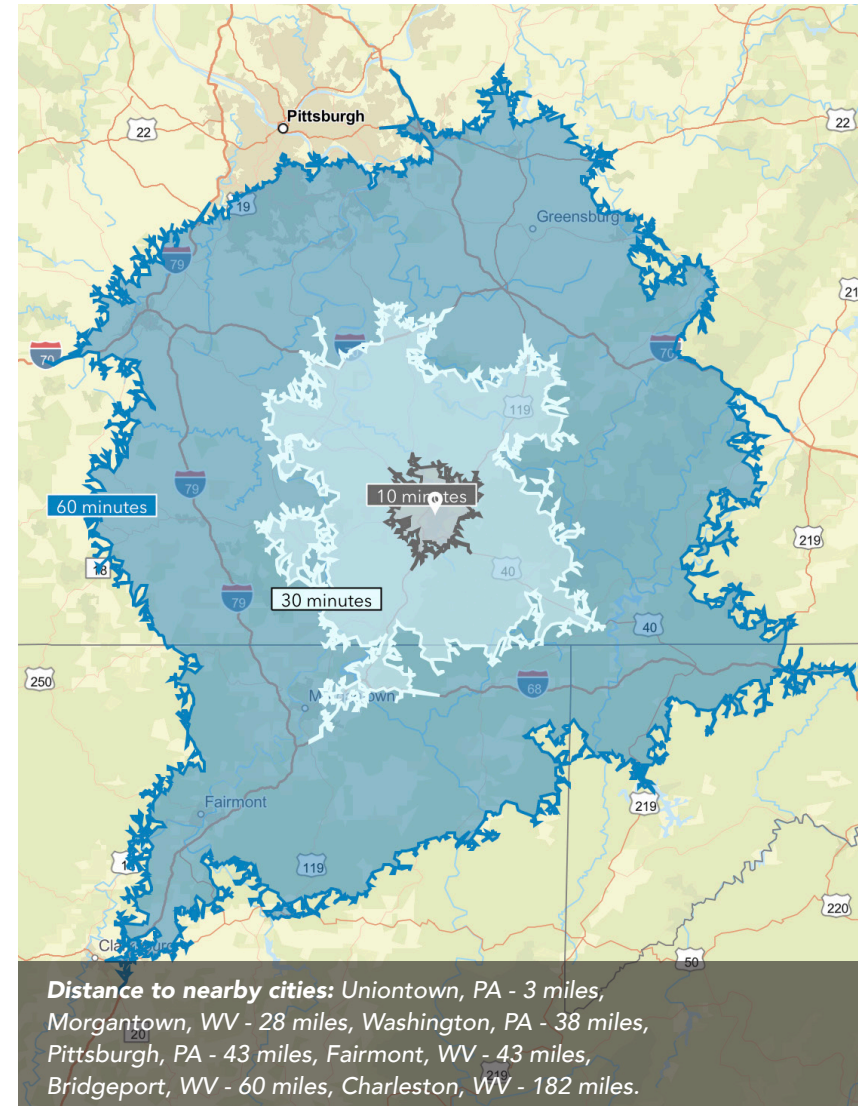 Pittsburgh
22
22
19
Greensburg
79
21
70
70
119
79
10 minutes
60 minutes
219
18
40
79
30 minutes
40
250
68
219
Fairmont
119
220
50
Distance to nearby cities: Uniontown, PA - 3 miles,
Morgantown, WV - 28 miles, Washington, PA - 38 miles,
20
Pittsburgh, PA - 43 miles, Fairmont, WV - 43 miles,
219
Bridgeport, WV - 60 miles, Charleston, WV - 182 miles.